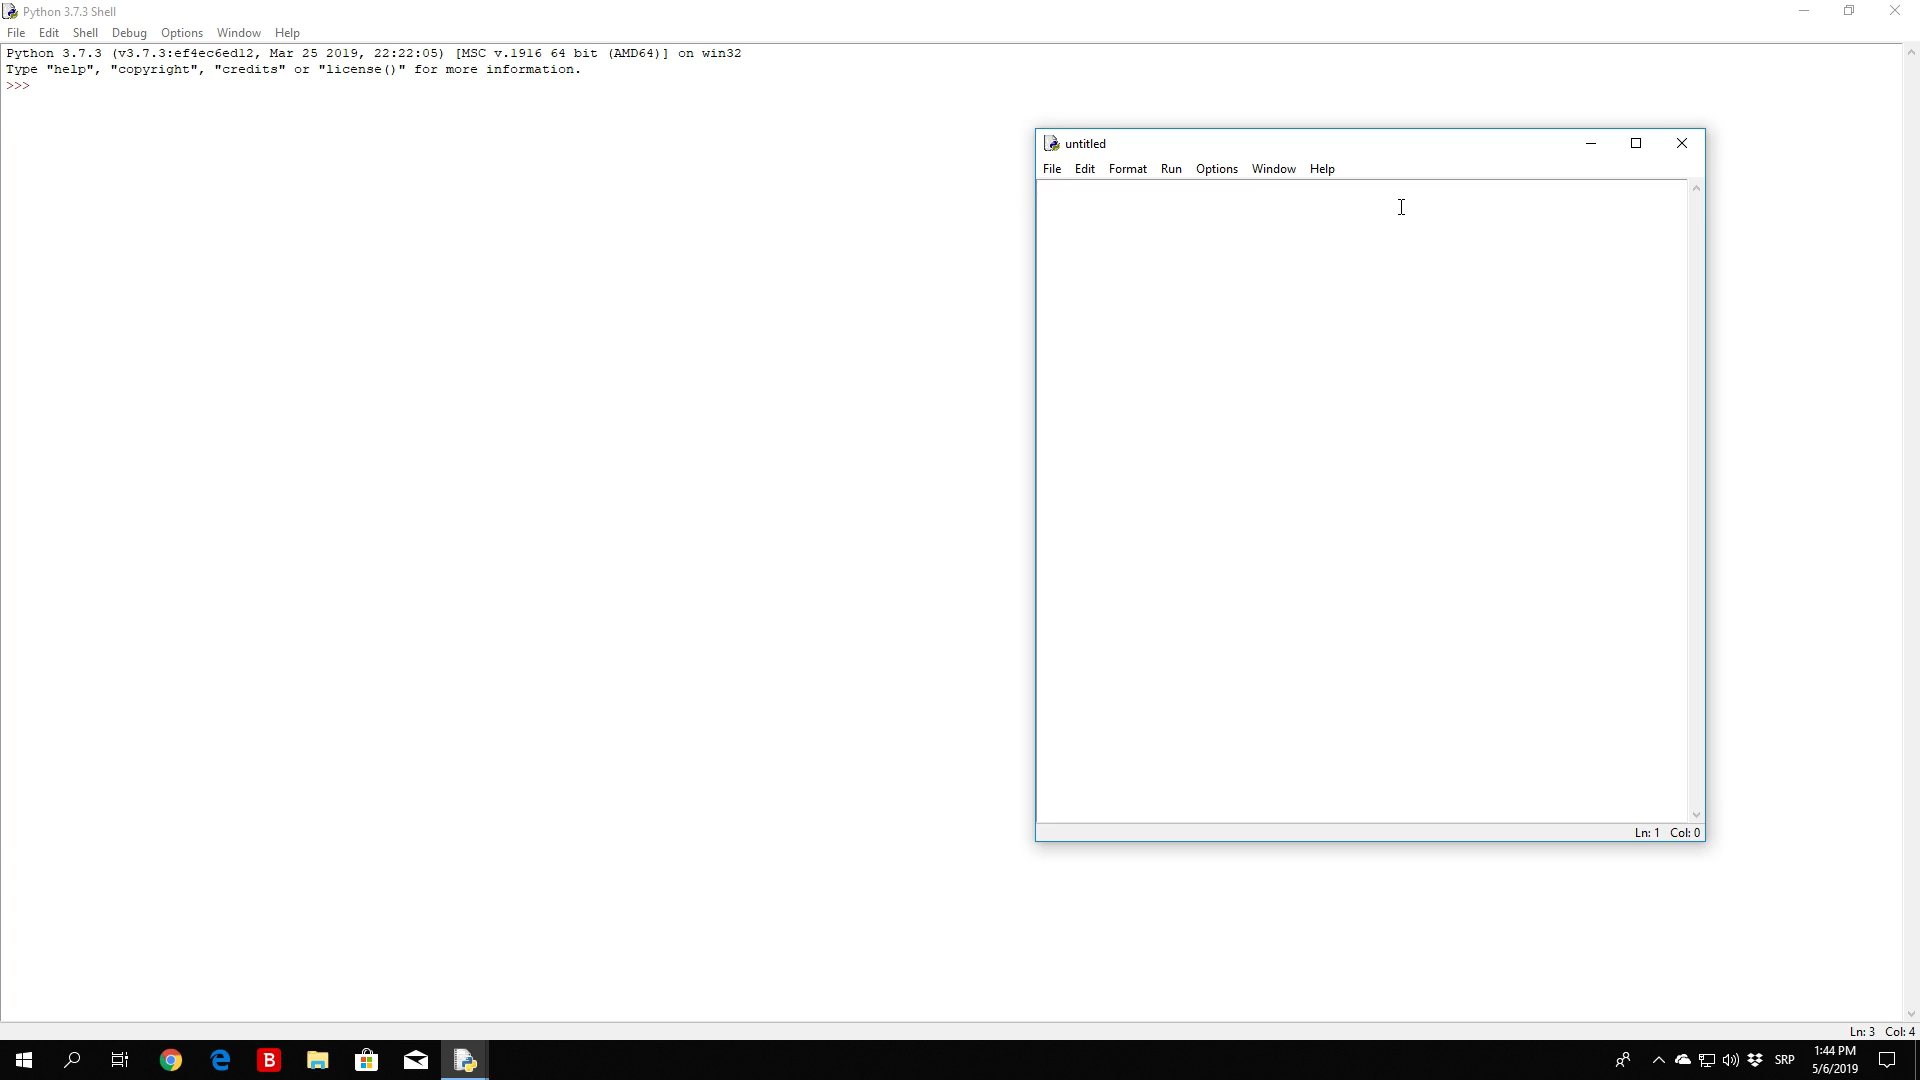 Python 3.7.3 Shell
File Edit Shell Debug Options Window Help
Python 3.7.3 (v3.7.3:ef4ec6ed12, Mar 25 2019, 22:22:05) [MSC v.1916 64 bit (AMD64)] on win32
Type "help", "copyright", "credits" or "license()" for more information.
>>>
untitled
File Edit Format Run Options Window Help
Ln: 1 Col: 0
Ln: 3 Col: 4
B
SRP
1:44 PM
5/6/2019